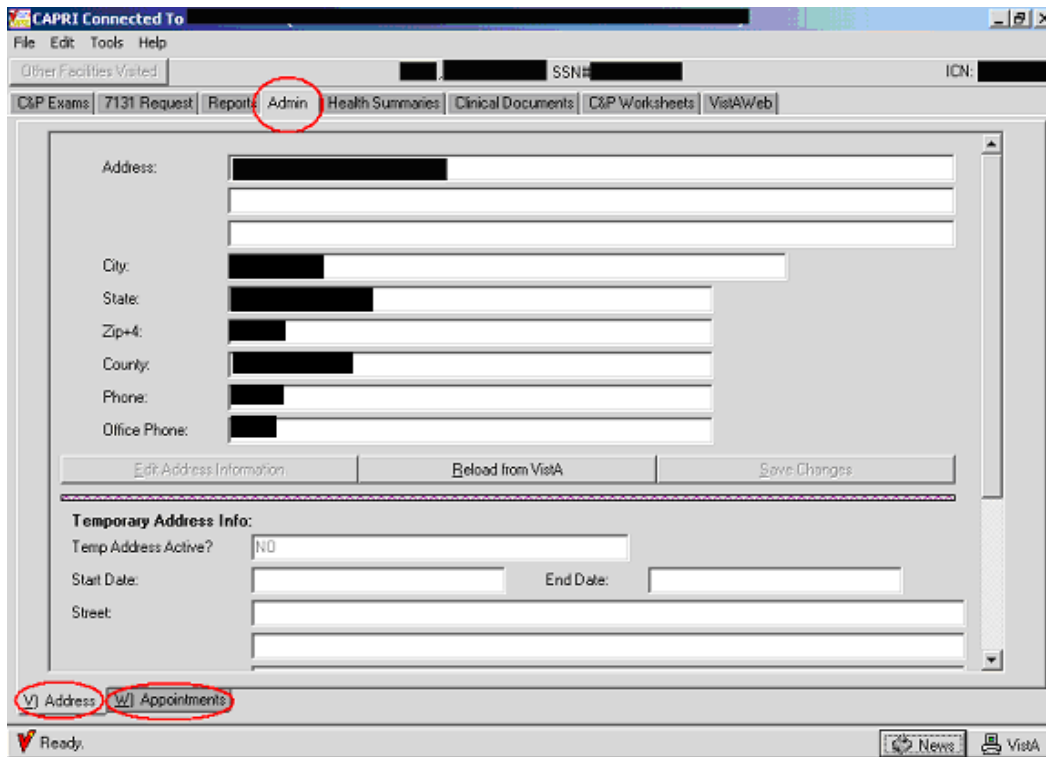 CAPRI Connected To
File Edit Tools Help
Other Facilities Visited SSN# ICN:
C&P Exams 7131 Request Reports Admin Health Summaries Clinical Documents C&P Worksheets VistAWeb
Address:
City:
State:
Zip+4:
County:
Phone:
Office Phone:
Edit Address Information Reload from VistA Save Changes
Temporary Address Info:
Temp Address Active? NO
Start Date: End Date:
Street:
V) Address W) Appointments
Ready. News VistA